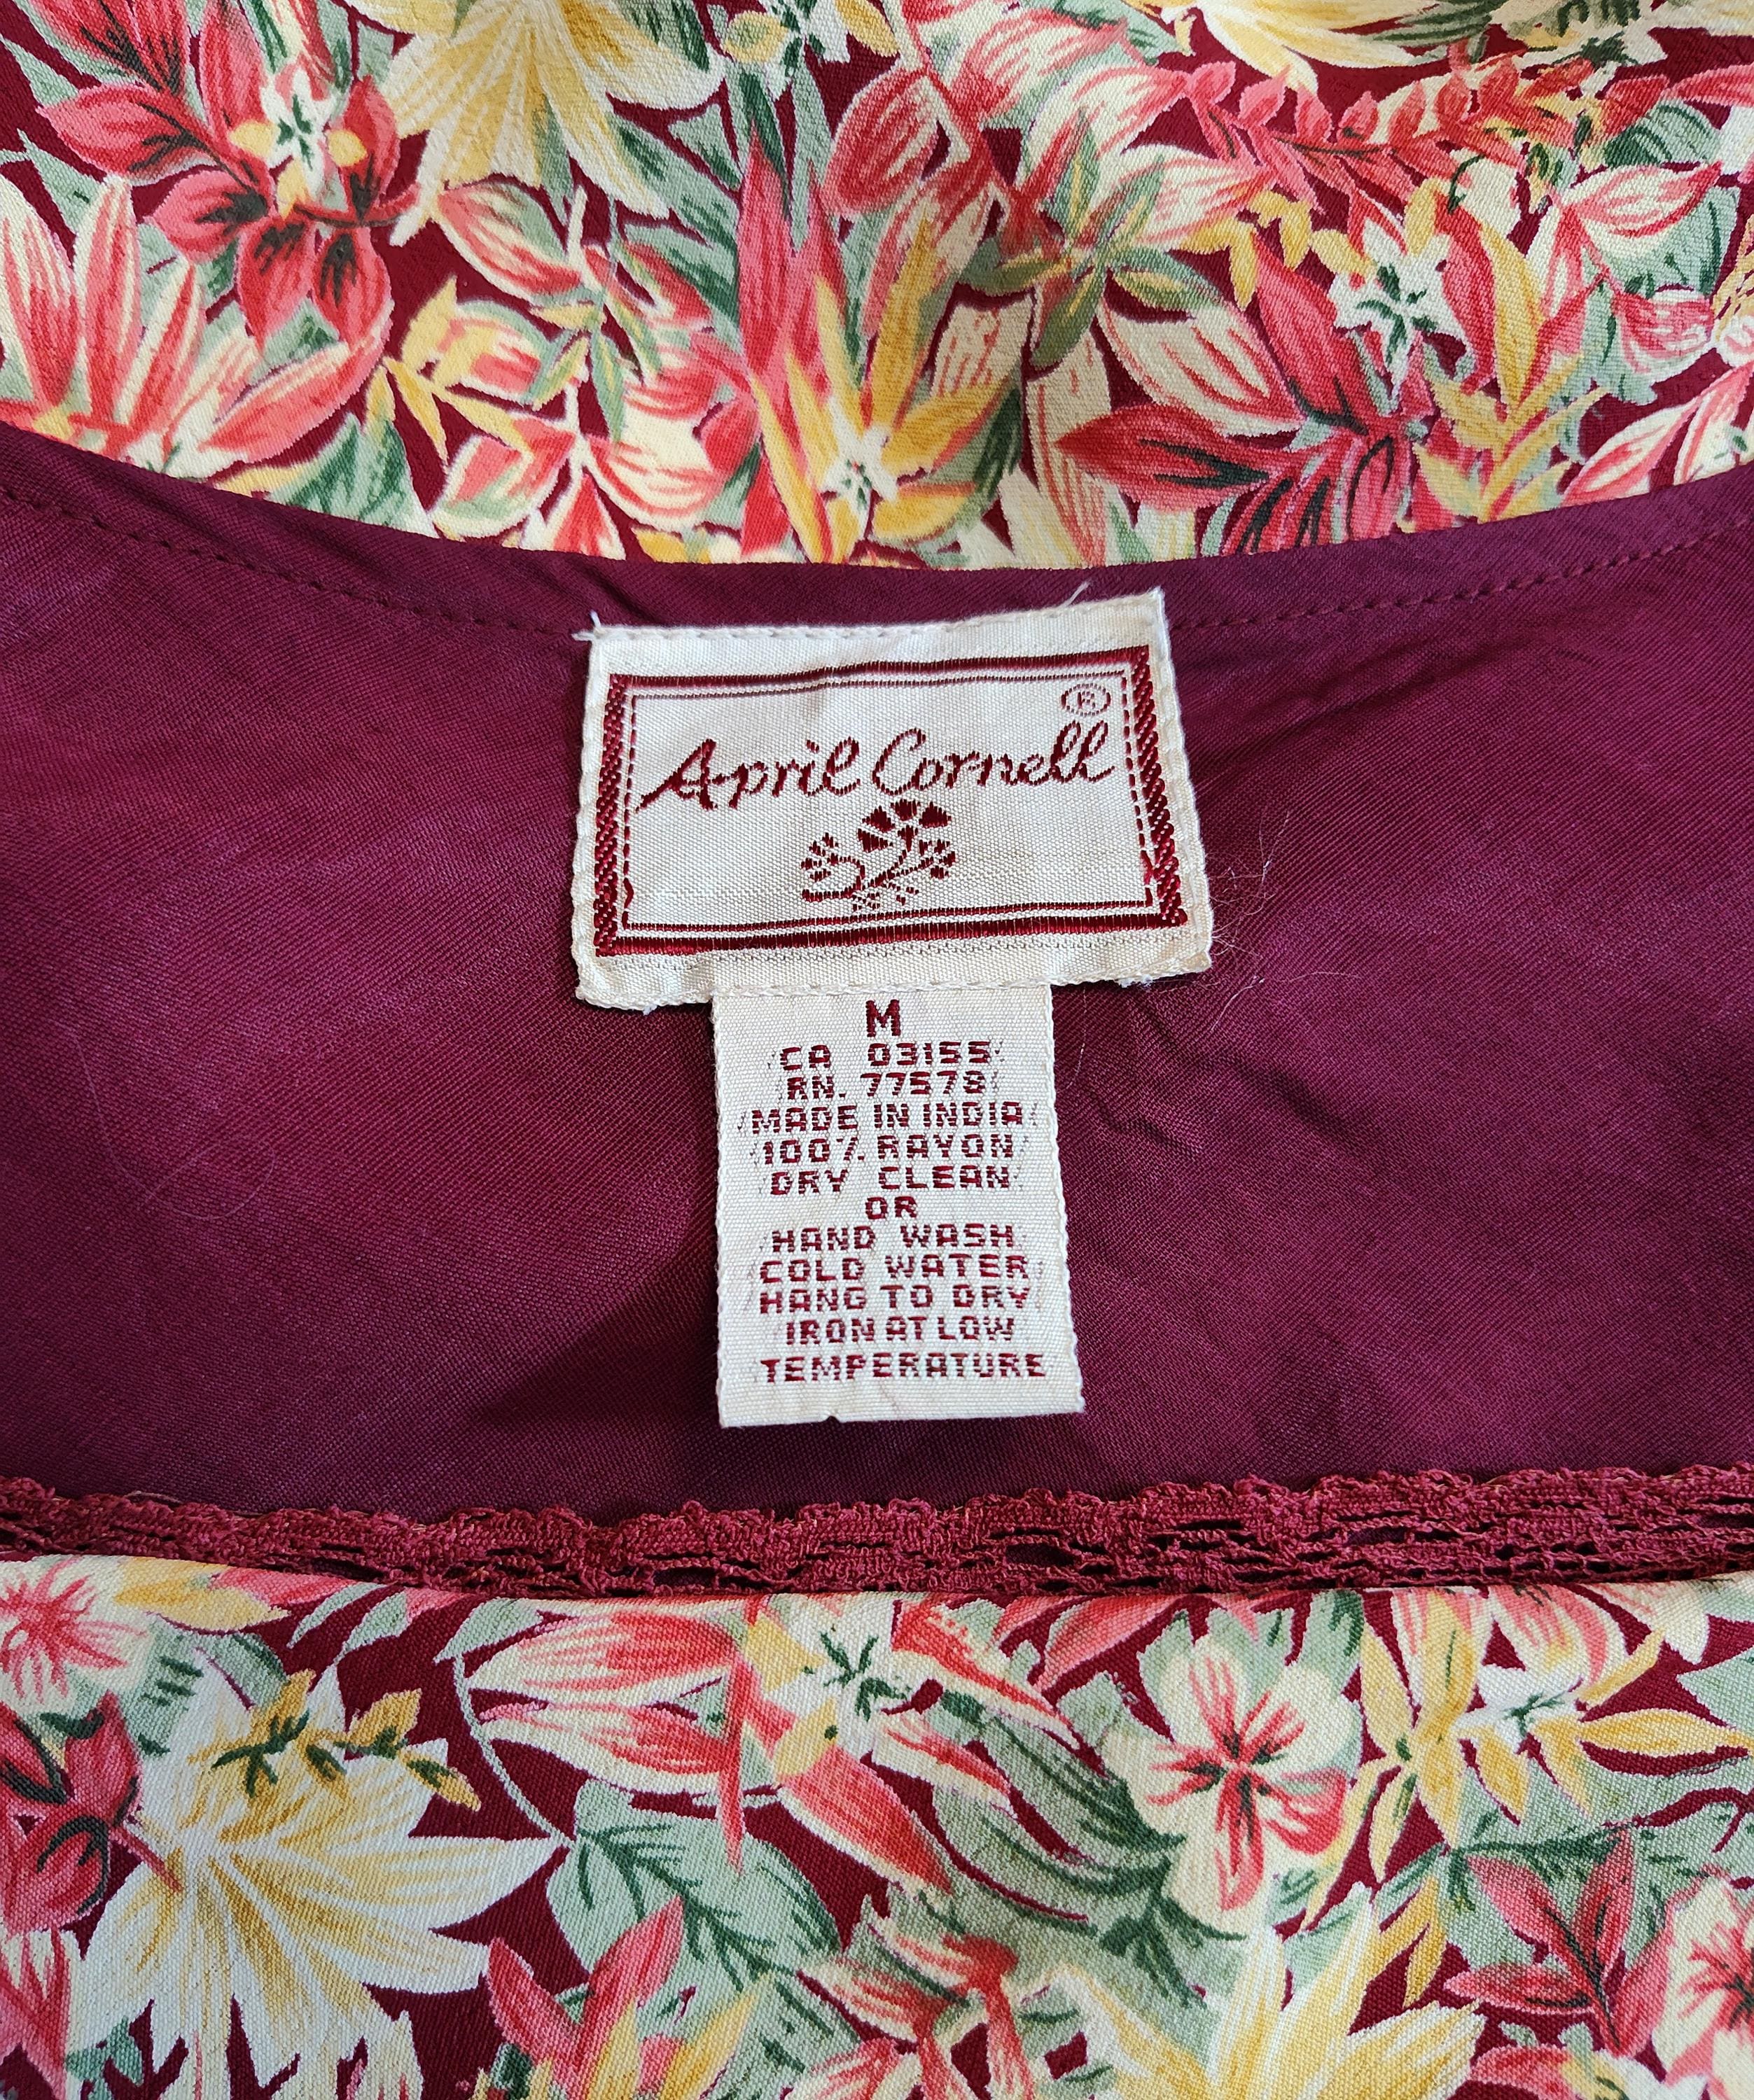 ®
April Cornell
M
CA 03155
RN. 77578
MADE IN INDIA
100% RAYON
DRY CLEAN
OR
HAND WASH
COLD WATER
HANG TO DRY
IRON AT LOW
TEMPERATURE